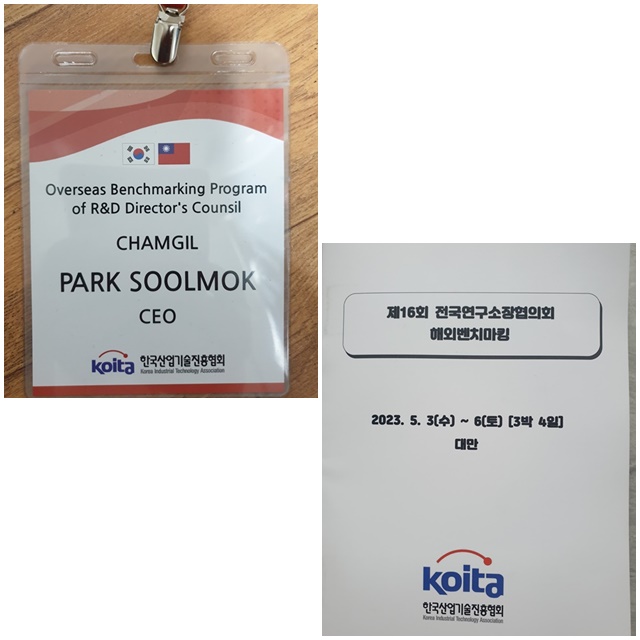 Overseas Benchmarking Program
of R&D Director's Counsil
CHAMGIL
PARK SOOLMOK
CEO
koita 한국산업기술진흥협회
Korea Industrial Technology Association
제16회 전국연구소장협의회
해외벤치마킹
2023. 5. 3(수) ~ 6(토) [3박 4일]
대만
koita
한국산업기술진흥협회
Korea Industrial Technology Association